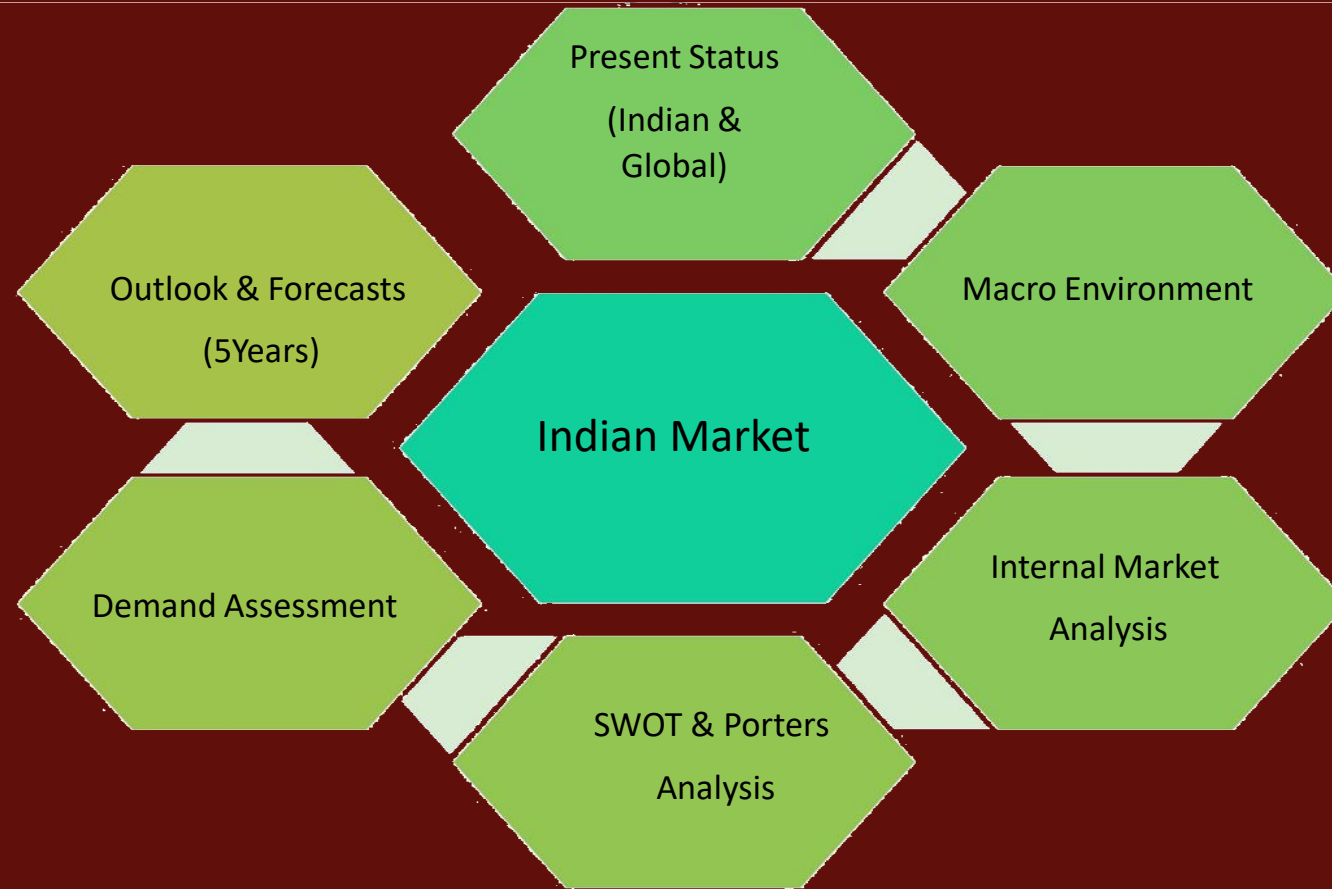 Present Status
(Indian &
Global)
Macro Environment
Internal Market
Analysis
SWOT & Porters
Analysis
Demand Assessment
Outlook & Forecasts
(5Years)
Indian Market